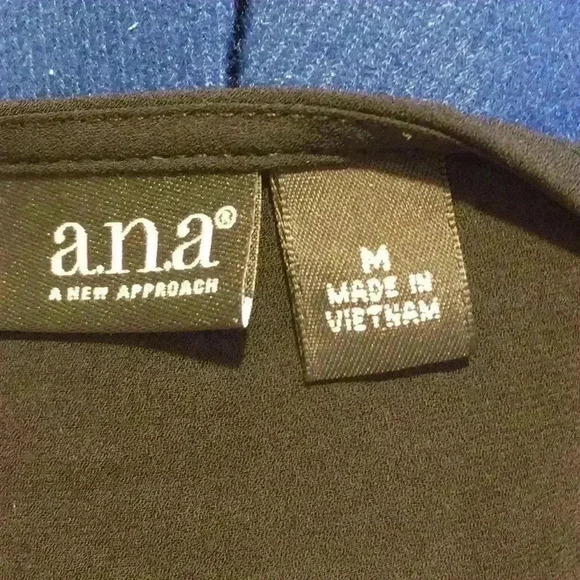 a.n.a®
A NEW APPROACH
M
MADE IN
VIETNAM